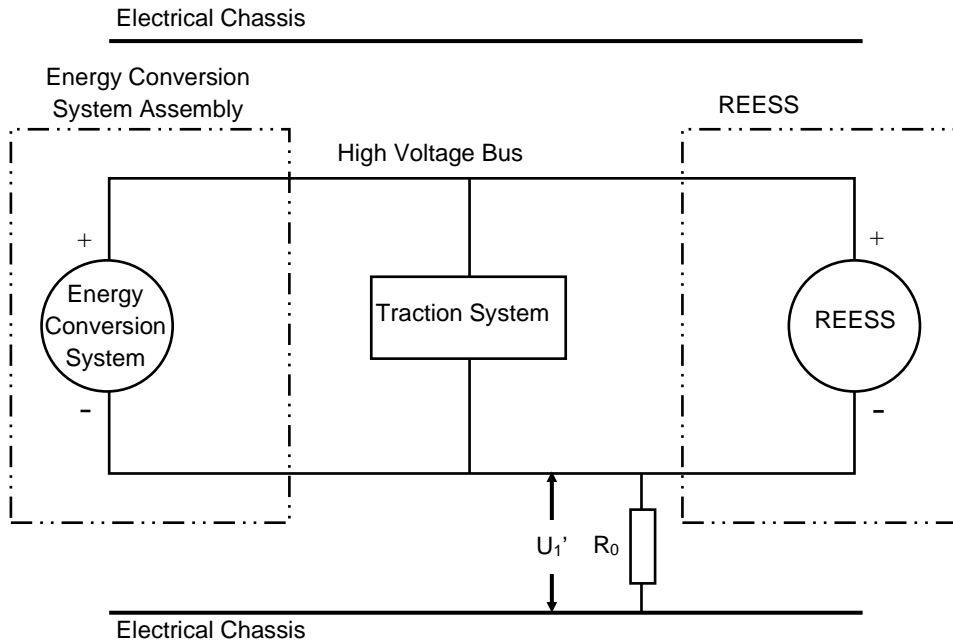 Electrical Chassis
Energy Conversion
System Assembly
REESS
High Voltage Bus
+
+
Energy
Conversion
System
Traction System
REESS
-
-
U₁’
R₀
Electrical Chassis